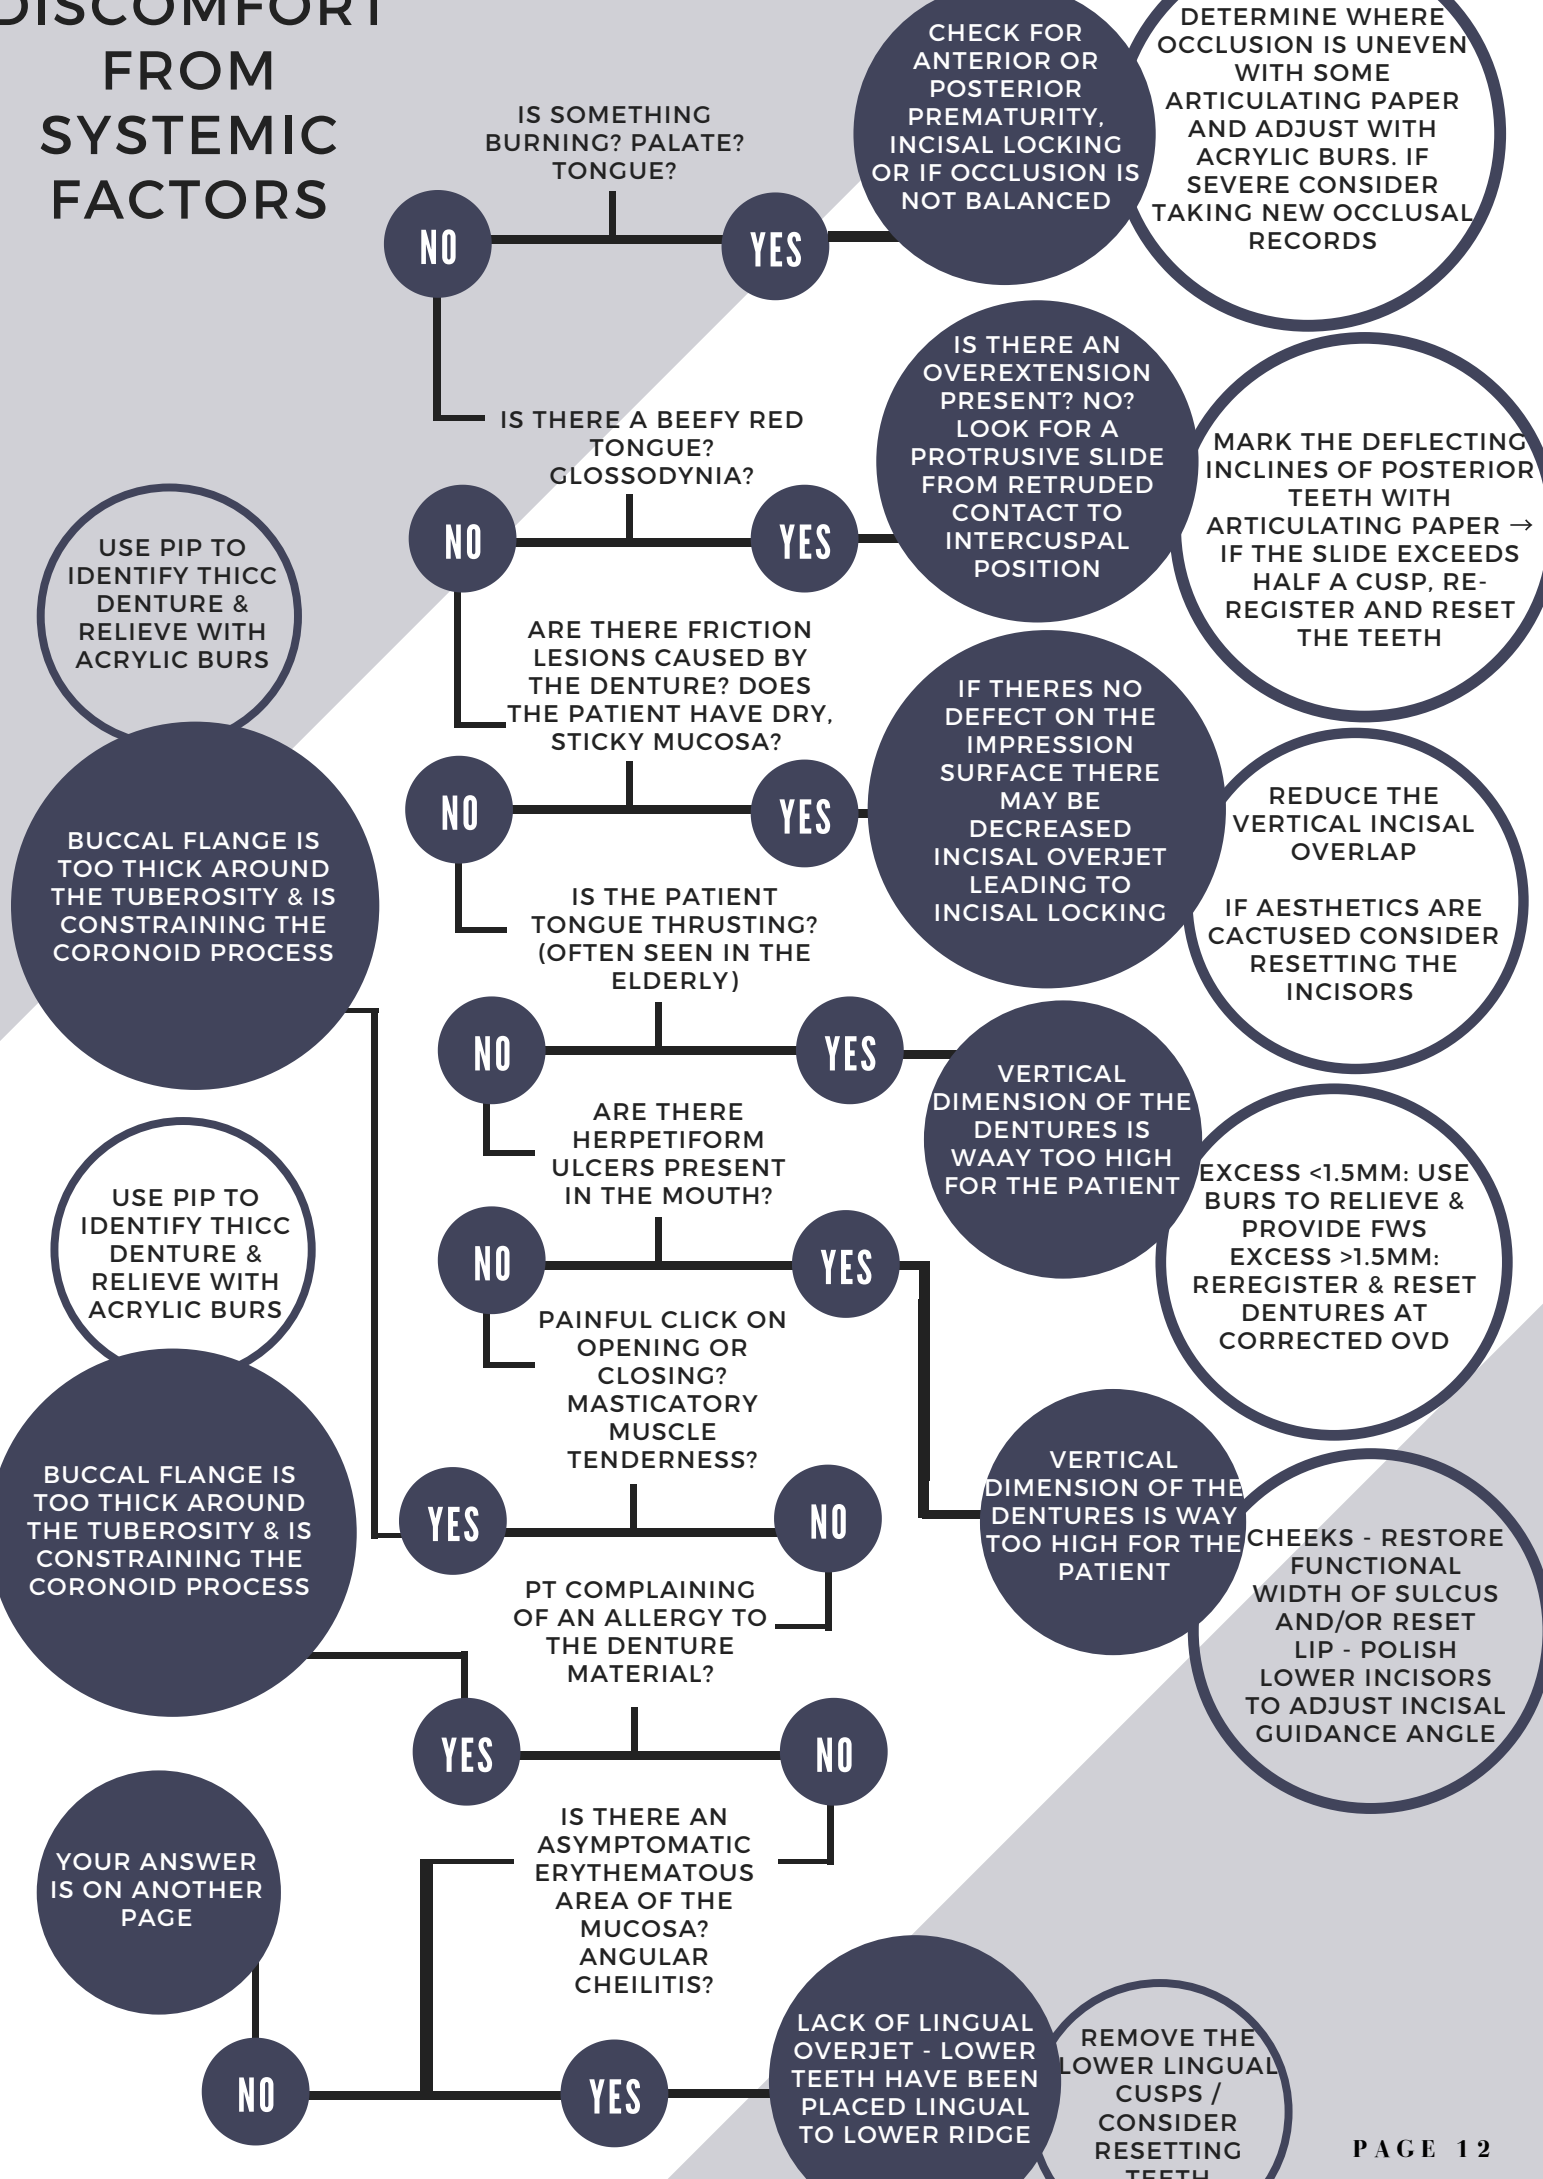 DISCOMFORT
FROM
SYSTEMIC
FACTORS
IS SOMETHING
BURNING? PALATE?
TONGUE?
NO
YES
CHECK FOR
ANTERIOR OR
POSTERIOR
PREMATURITY,
INCISAL LOCKING
OR IF OCCLUSION IS
NOT BALANCED
DETERMINE WHERE
OCCLUSION IS UNEVEN
WITH SOME
ARTICULATING PAPER
AND ADJUST WITH
ACRYLIC BURS. IF
SEVERE CONSIDER
TAKING NEW OCCLUSAL
RECORDS
IS THERE A BEEFY RED
TONGUE?
GLOSSODYNIA?
NO
YES
IS THERE AN
OVEREXTENSION
PRESENT? NO?
LOOK FOR A
PROTRUSIVE SLIDE
FROM RETRUDED
CONTACT TO
INTERCUSPAL
POSITION
MARK THE DEFLECTING
INCLINES OF POSTERIOR
TEETH WITH
ARTICULATING PAPER →
IF THE SLIDE EXCEEDS
HALF A CUSP, RE-
REGISTER AND RESET
THE TEETH
ARE THERE FRICTION
LESIONS CAUSED BY
THE DENTURE? DOES
THE PATIENT HAVE DRY,
STICKY MUCOSA?
NO
YES
IF THERES NO
DEFECT ON THE
IMPRESSION
SURFACE THERE
MAY BE
DECREASED
INCISAL OVERJET
LEADING TO
INCISAL LOCKING
REDUCE THE
VERTICAL INCISAL
OVERLAP
IF AESTHETICS ARE
CACTUSED CONSIDER
RESETTING THE
INCISORS
IS THE PATIENT
TONGUE THRUSTING?
(OFTEN SEEN IN THE
ELDERLY)
NO
YES
VERTICAL
DIMENSION OF THE
DENTURES IS
WAAY TOO HIGH
FOR THE PATIENT
EXCESS <1.5MM: USE
BURS TO RELIEVE &
PROVIDE FWS
EXCESS >1.5MM:
REREGISTER & RESET
DENTURES AT
CORRECTED OVD
ARE THERE
HERPETIFORM
ULCERS PRESENT
IN THE MOUTH?
NO
YES
VERTICAL
DIMENSION OF THE
DENTURES IS WAY
TOO HIGH FOR THE
PATIENT
CHEEKS - RESTORE
FUNCTIONAL
WIDTH OF SULCUS
AND/OR RESET
LIP - POLISH
LOWER INCISORS
TO ADJUST INCISAL
GUIDANCE ANGLE
PAINFUL CLICK ON
OPENING OR
CLOSING?
MASTICATORY
MUSCLE
TENDERNESS?
YES
NO
USE PIP TO
IDENTIFY THICC
DENTURE &
RELIEVE WITH
ACRYLIC BURS
BUCCAL FLANGE IS
TOO THICK AROUND
THE TUBEROSITY & IS
CONSTRAINING THE
CORONOID PROCESS
PT COMPLAINING
OF AN ALLERGY TO
THE DENTURE
MATERIAL?
YES
NO
USE PIP TO
IDENTIFY THICC
DENTURE &
RELIEVE WITH
ACRYLIC BURS
BUCCAL FLANGE IS
TOO THICK AROUND
THE TUBEROSITY & IS
CONSTRAINING THE
CORONOID PROCESS
IS THERE AN
ASYMPTOMATIC
ERYTHEMATOUS
AREA OF THE
MUCOSA?
ANGULAR
CHEILITIS?
NO
YES
YOUR ANSWER
IS ON ANOTHER
PAGE
LACK OF LINGUAL
OVERJET - LOWER
TEETH HAVE BEEN
PLACED LINGUAL
TO LOWER RIDGE
REMOVE THE
LOWER LINGUAL
CUSPS /
CONSIDER
RESETTING
TEETH
PAGE 12